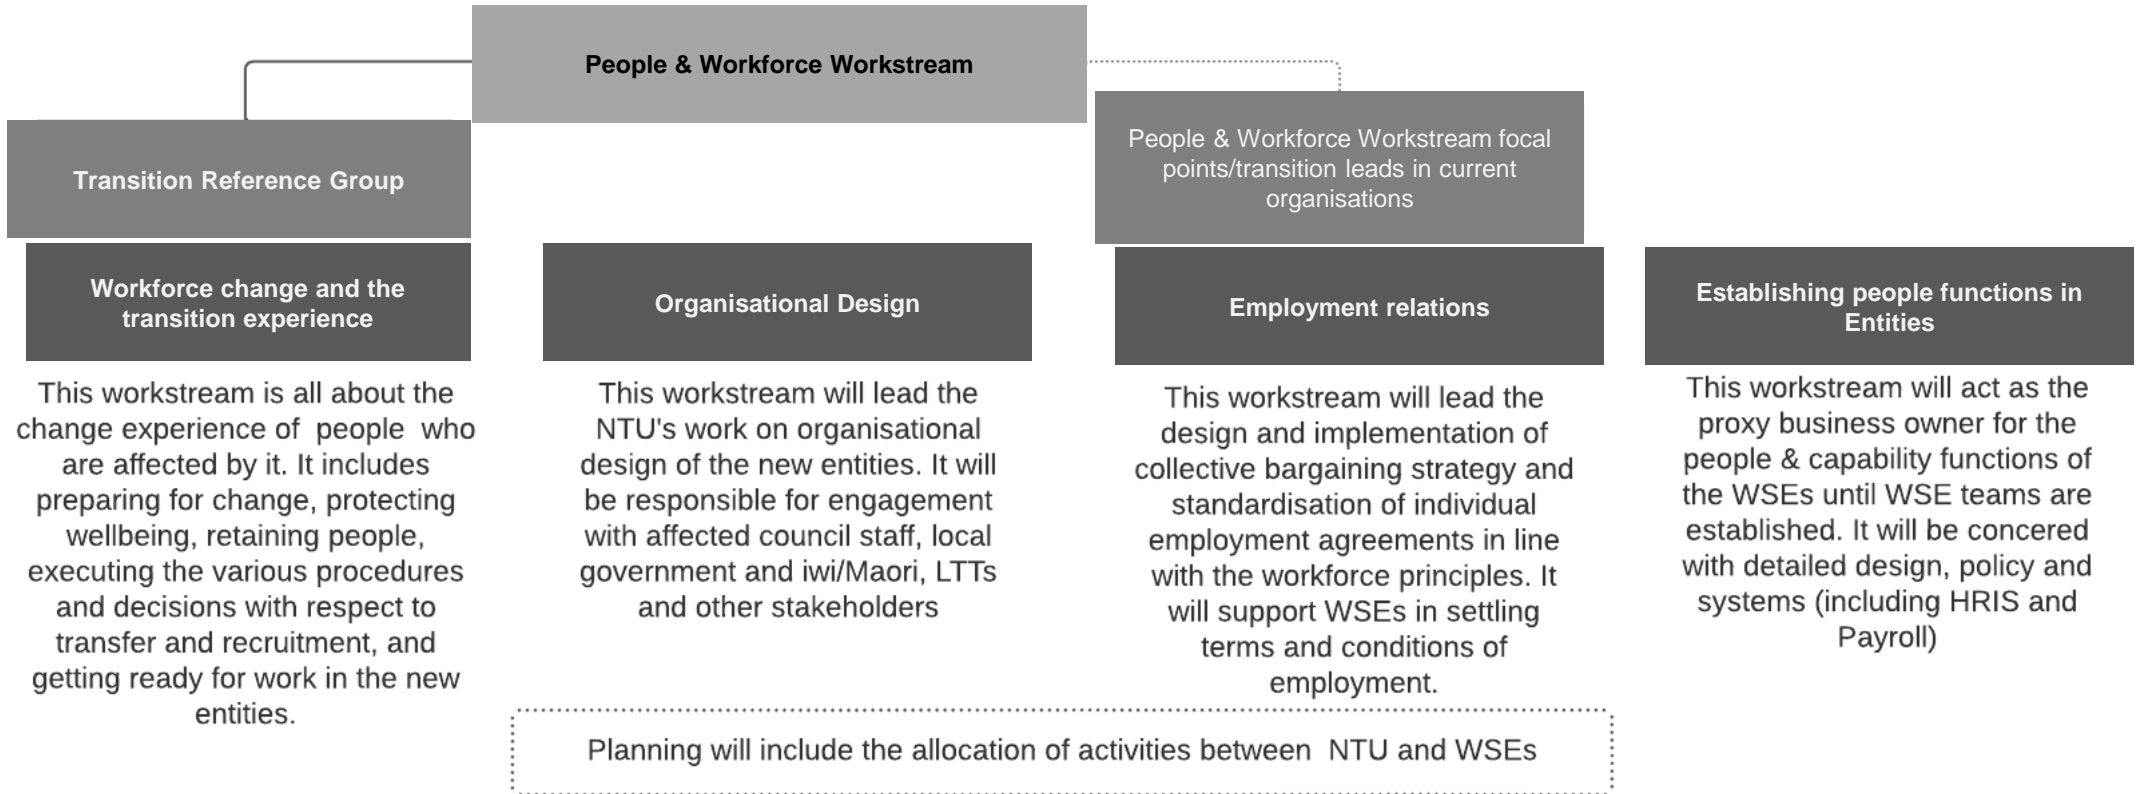 People & Workforce Workstream
Transition Reference Group
People & Workforce Workstream focal
points/transition leads in current
organisations
Workforce change and the
transition experience
This workstream is all about the
change experience of people who
are affected by it. It includes
preparing for change, protecting
wellbeing, retaining people,
executing the various procedures
and decisions with respect to
transfer and recruitment, and
getting ready for work in the new
entities.
Organisational Design
This workstream will lead the
NTU's work on organisational
design of the new entities. It will
be responsible for engagement
with affected council staff, local
government and iwi/Maori, LTTs
and other stakeholders
Employment relations
This workstream will lead the
design and implementation of
collective bargaining strategy and
standardisation of individual
employment agreements in line
with the workforce principles. It
will support WSEs in settling
terms and conditions of
employment.
Establishing people functions in
Entities
This workstream will act as the
proxy business owner for the
people & capability functions of
the WSEs until WSE teams are
established. It will be concered
with detailed design, policy and
systems (including HRIS and
Payroll)
Planning will include the allocation of activities between NTU and WSEs